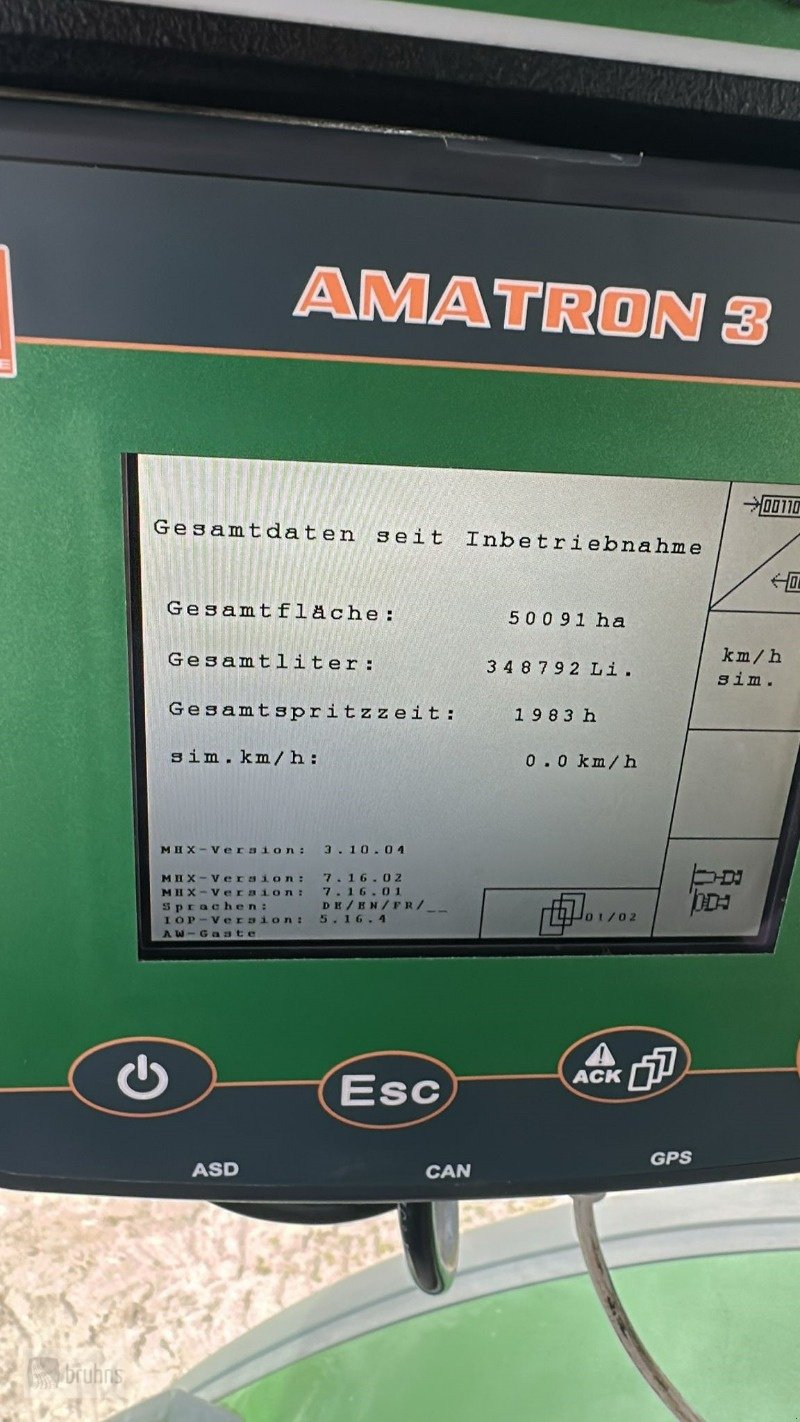 AMATRON 3
Gesamtdaten seit Inbetriebnahme
Gesamtfläche: 50091 ha
Gesamtliter: 348792 Li.
Gesamtspritzzeit: 1983 h
sim.km/h: 0.0 km/h
km/h
sim.
MHX-Version: 3.10.04
MHX-Version: 7.16.02
MHX-Version: 7.16.01
Sprachen: DE/EN/FR/__
IOP-Version: 5.16.4
01/02
Esc
ACK
ASD
CAN
GPS
bruhns